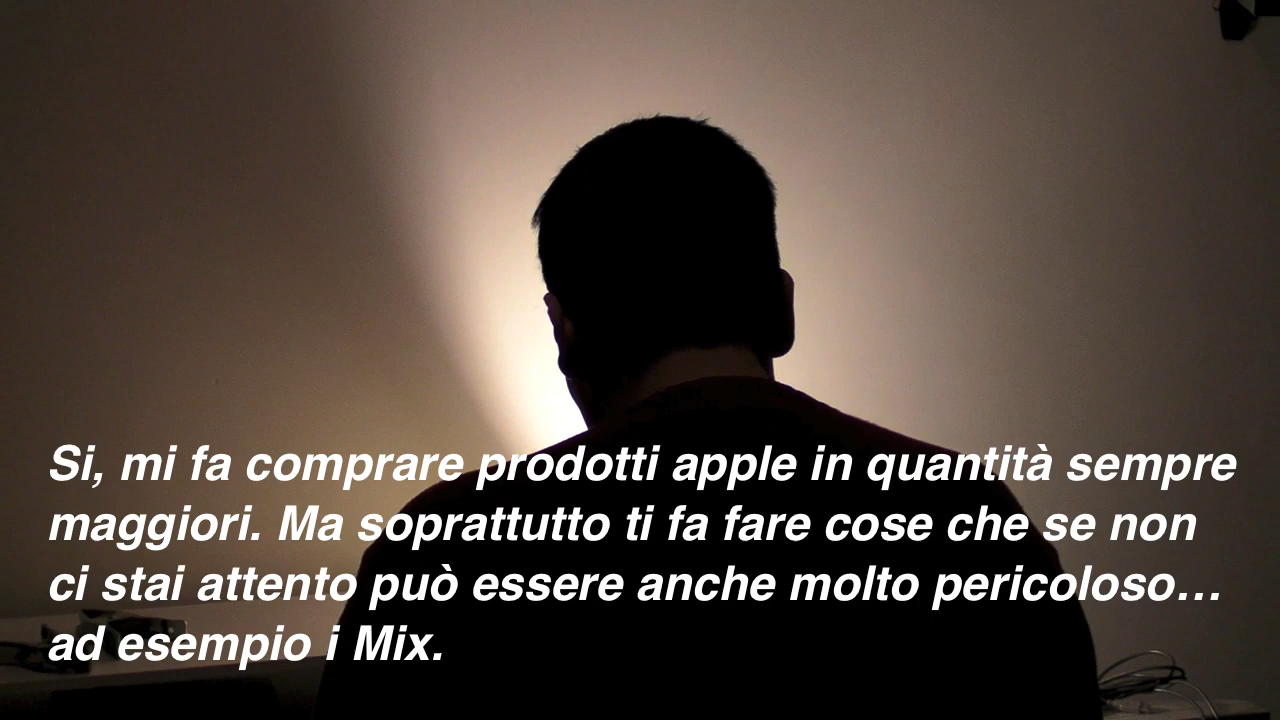 Si, mi fa comprare prodotti apple in quantità sempre
maggiori. Ma soprattutto ti fa fare cose che se non
ci stai attento può essere anche molto pericoloso…
ad esempio i Mix.